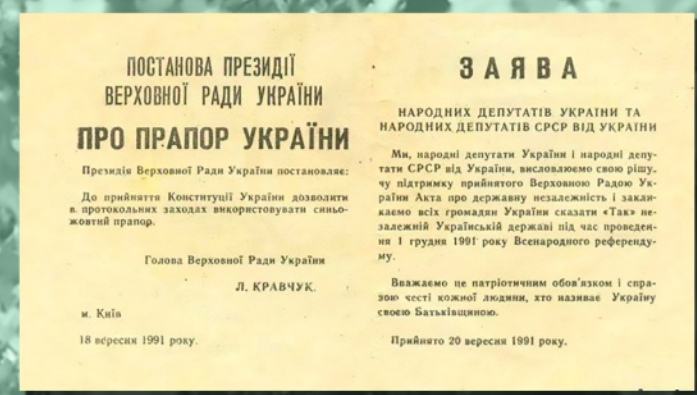 ПОСТАНОВА ПРЕЗИДІЇ
ВЕРХОВНОЇ РАДИ УКРАЇНИ
ПРО ПРАПОР УКРАЇНИ
Президія Верховної Ради України постановляє:
До прийняття Конституції України дозволити
в протокольних заходах використовувати синьо-
жовтий прапор.
Голова Верховної Ради України
Л. КРАВЧУК.
м. Київ
18 вересня 1991 року.
ЗАЯВА
НАРОДНИХ ДЕПУТАТІВ УКРАЇНИ ТА
НАРОДНИХ ДЕПУТАТІВ СРСР ВІД УКРАЇНИ
Ми, народні депутати України і народні депу-
тати СРСР від України, висловлюємо свою рішу,
чу підтримку прийнятого Верховною Радою Ук-
раїни Акта про державну незалежність і закли-
каємо всіх громадян України сказати «Так» не-
залежній Українській державі під час проведен-
ня 1 грудня 1991 року Всенародного референду-
му.
Вважаємо це патріотичним обов'язком і спра-
вою честі кожної людини, хто називає Україну
своєю Батьківщиною.
Прийнято 20 вересня 1991 року.